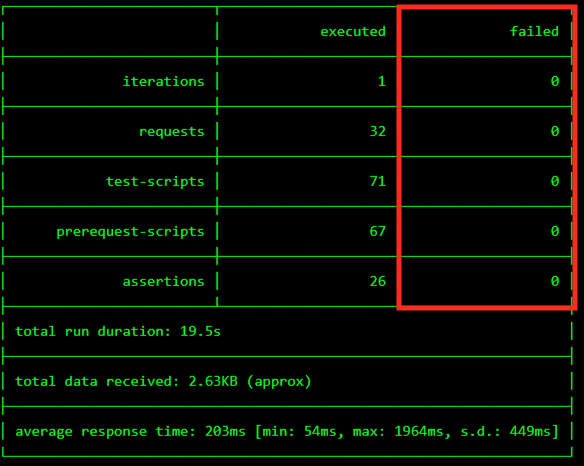 executed failed
iterations 1 0
requests 32 0
test-scripts 71 0
prerequest-scripts 67 0
assertions 26 0
total run duration: 19.5s
total data received: 2.63KB (approx)
average response time: 203ms [min: 54ms, max: 1964ms, s.d.: 449ms]